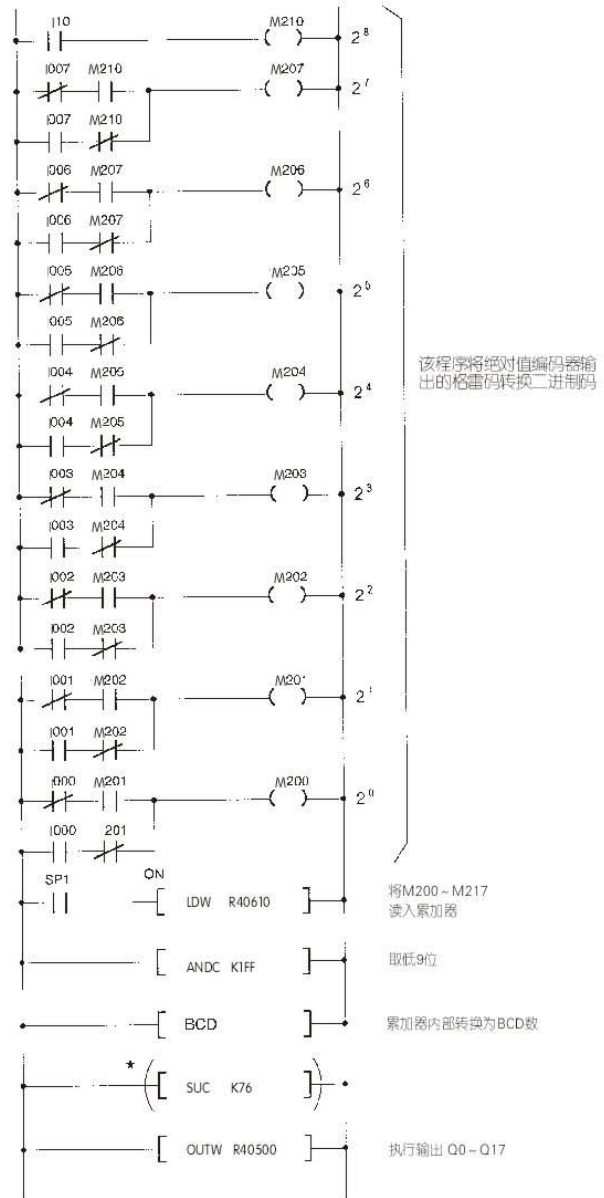 I10 M210 2⁸
I007 M210 M207 2⁷
I007 M210
I006 M207 M206 2⁶
I006 M207
I005 M206 M205 2⁵
I005 M206
I004 M205 M204 2⁴
I004 M205
I003 M204 M203 2³
I003 M204
I002 M203 M202 2²
I002 M203
I001 M202 M201 2¹
I001 M202
I000 M201 M200 2⁰
I000 201
该程序将绝对值编码器输
出的格雷码转换二进制码
SP1 ON
LDW R40610
将M200~M217
读入累加器
ANDC K1FF 取低9位
BCD 累加器内部转换为BCD数
*
SUC K76
OUTW R40500 执行输出 Q0~Q17